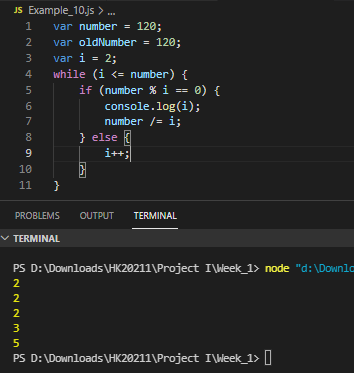 JS Example_10.js > ...
1 var number = 120;
2 var oldNumber = 120;
3 var i = 2;
4 while (i <= number) {
5     if (number % i == 0) {
6         console.log(i);
7         number /= i;
8     } else {
9         i++;
10     }
11 }
PROBLEMS OUTPUT TERMINAL
TERMINAL
PS D:\Downloads\HK20211\Project I\Week_1> node "d:\Downlo
2
2
2
3
5
PS D:\Downloads\HK20211\Project I\Week_1>